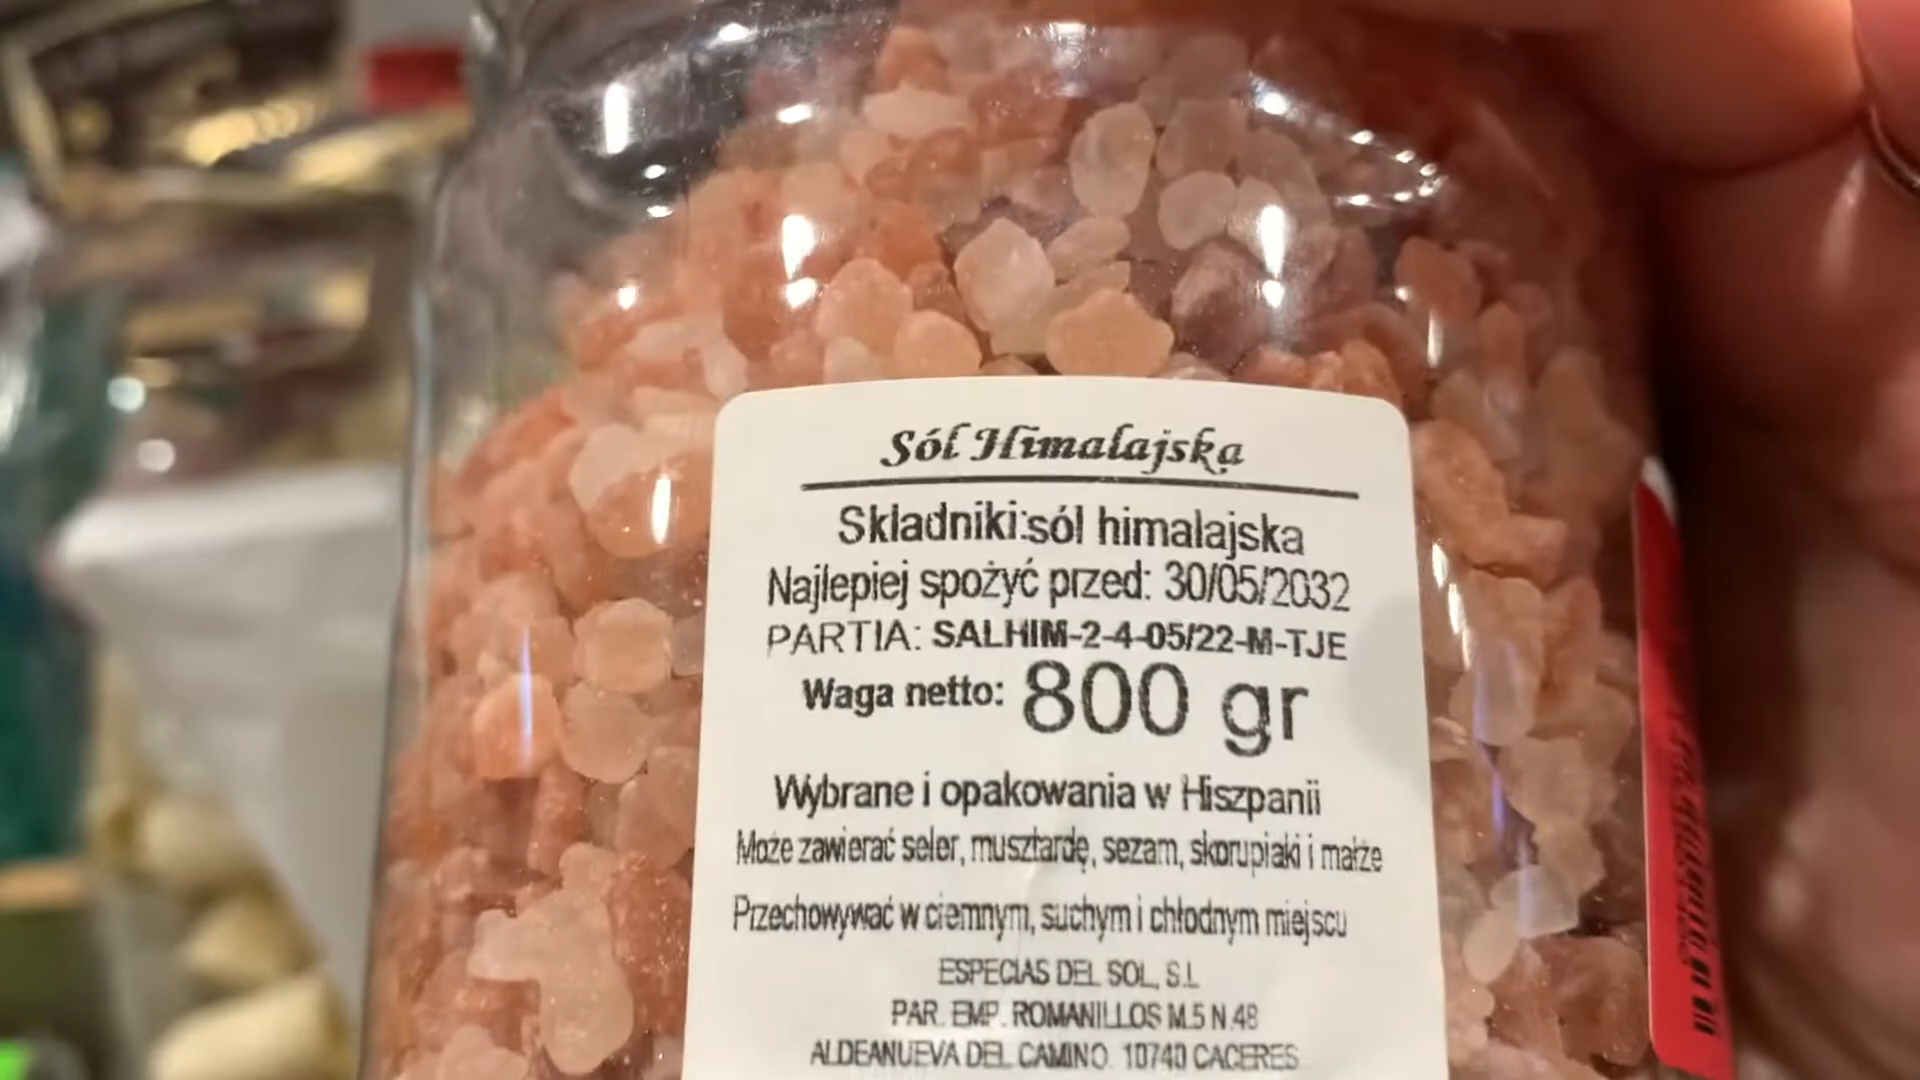 Sól Himalajska
Składniki:sól himalajska
Najlepiej spożyć przed: 30/05/2032
PARTIA: SALHIM-2-4-05/22-M-TJE
Waga netto: 800 gr
Wybrane i opakowania w Hiszpanii
Może zawierać seler, musztardę, sezam, skorupiaki i małże
Przechowywać w ciemnym, suchym i chłodnym miejscu
ESPECIAS DEL SOL, S.L
PAR. EMP. ROMANILLOS M.5 N.48
ALDEANUEVA DEL CAMINO. 10740 CACERES